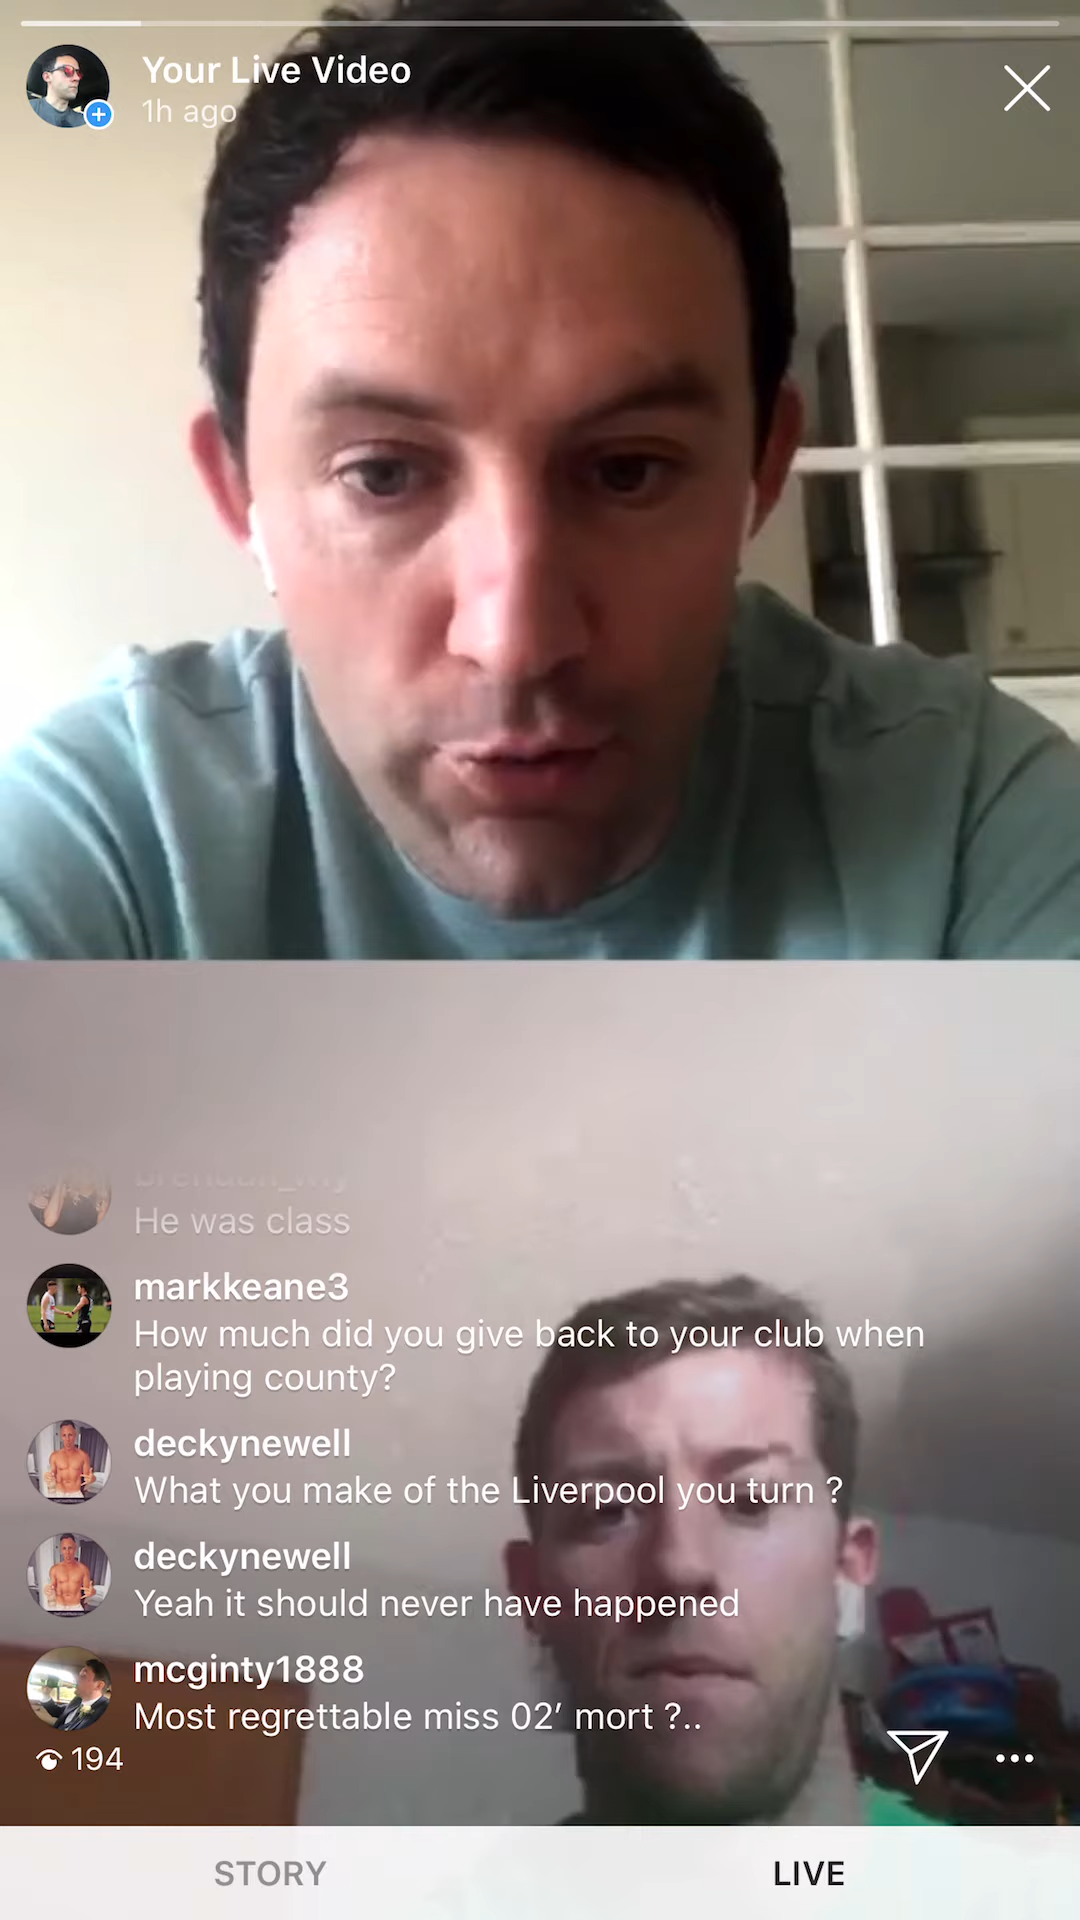 Your Live Video
1h ago
He was class
markkeane3
How much did you give back to your club when
playing county?
deckynewell
What you make of the Liverpool you turn ?
deckynewell
Yeah it should never have happened
mcginty1888
Most regrettable miss 02’ mort ?..
194
STORY
LIVE